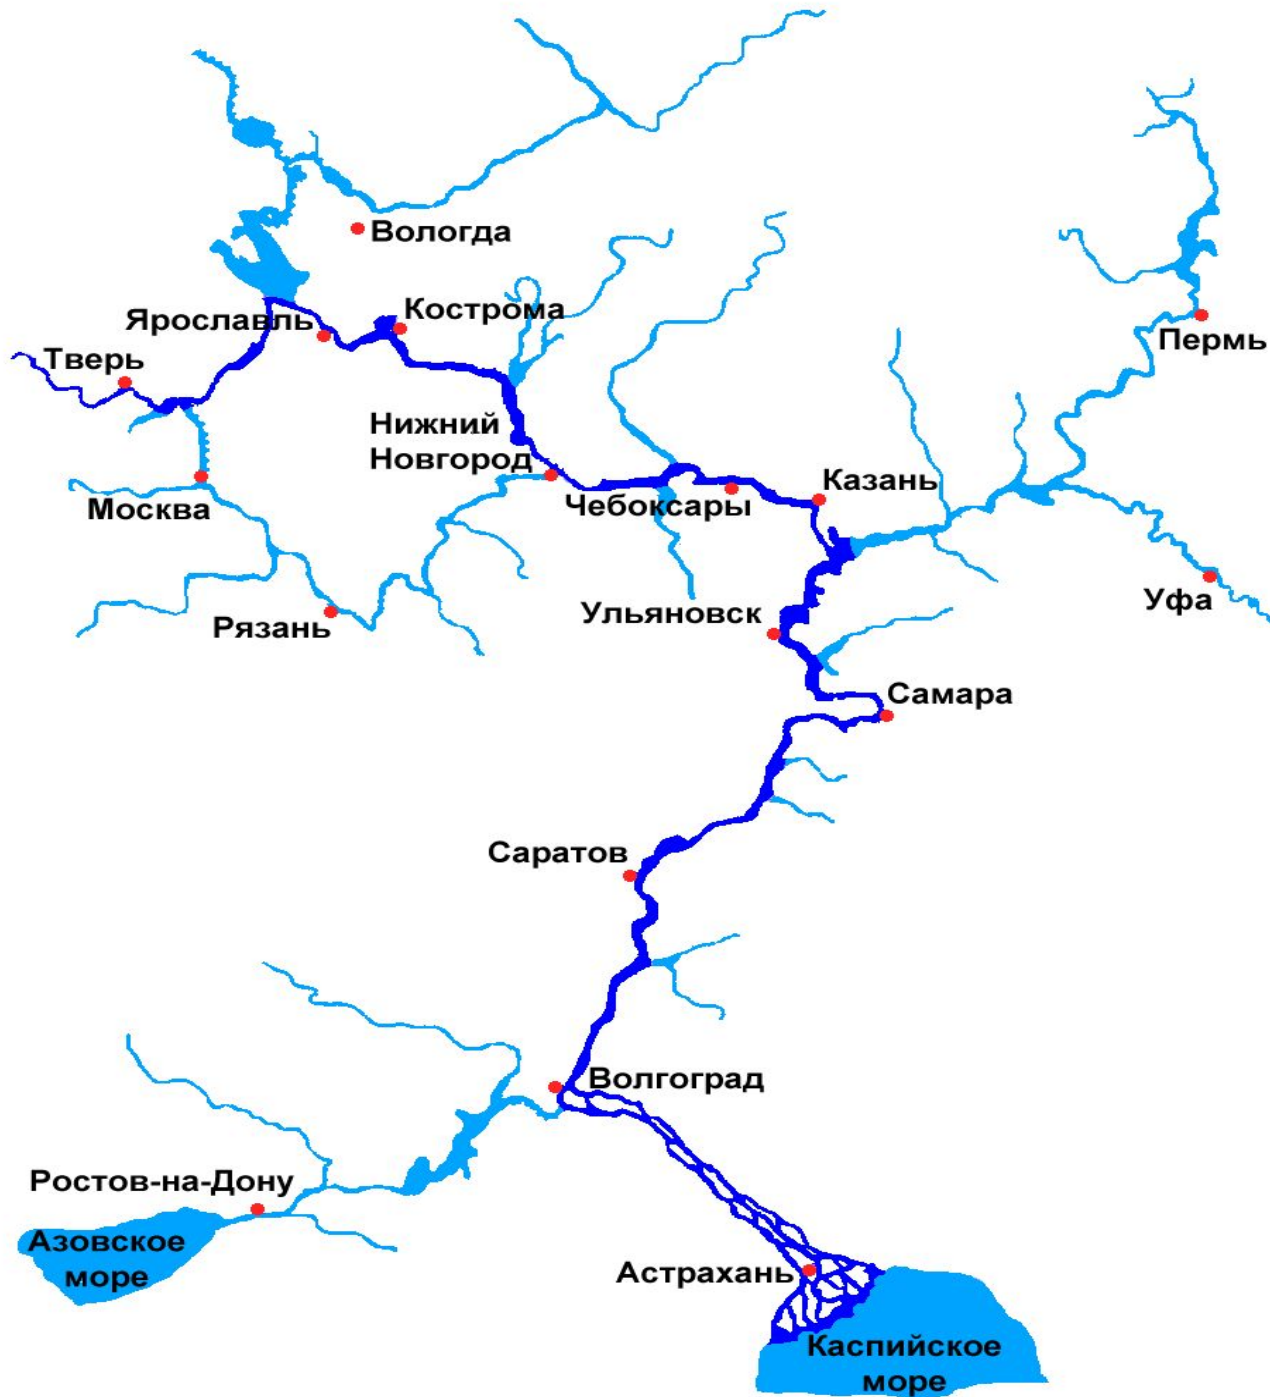 Вологда
Кострома
Ярославль
Пермь
Тверь
Нижний
Новгород
Казань
Чебоксары
Москва
Уфа
Ульяновск
Рязань
Самара
Саратов
Волгоград
Ростов-на-Дону
Азовское
море
Астрахань
Каспийское
море